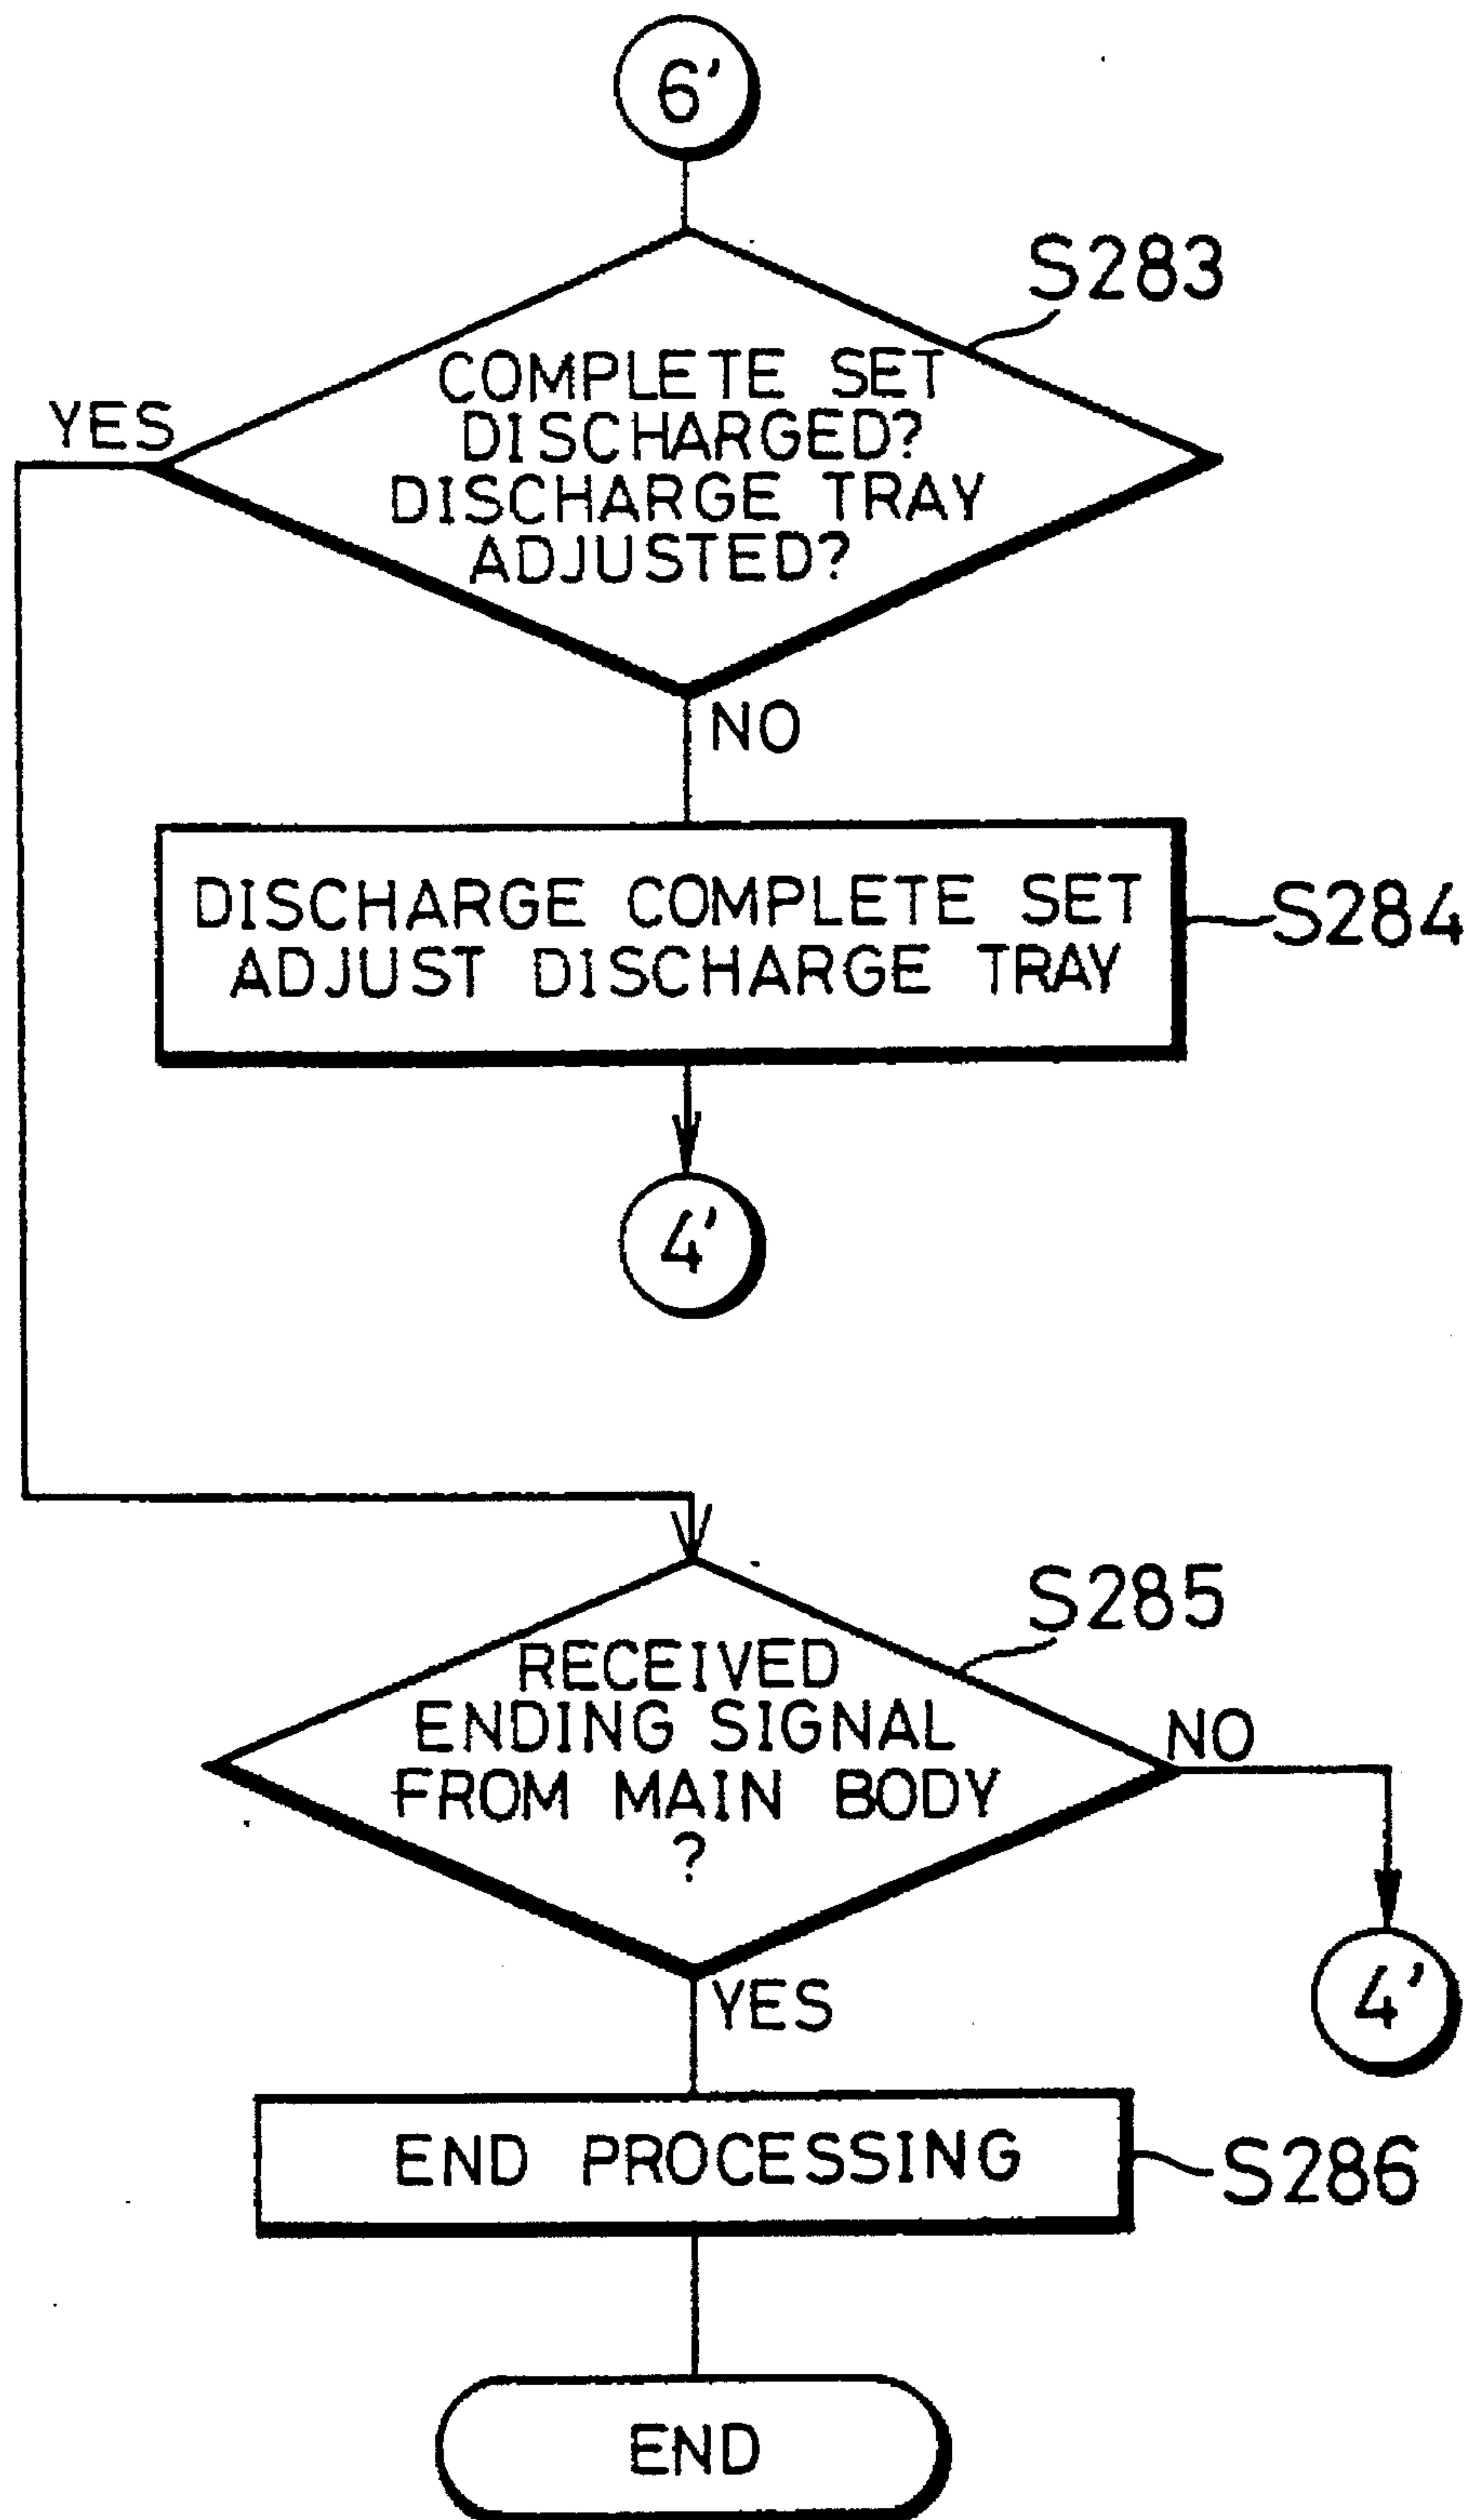 6'
S283
COMPLETE SET
DISCHARGED?
DISCHARGE TRAY
ADJUSTED?
YES
NO
DISCHARGE COMPLETE SET
ADJUST DISCHARGE TRAY
S284
4'
S285
RECEIVED
ENDING SIGNAL
FROM MAIN BODY
?
NO
4'
YES
END PROCESSING
S286
END